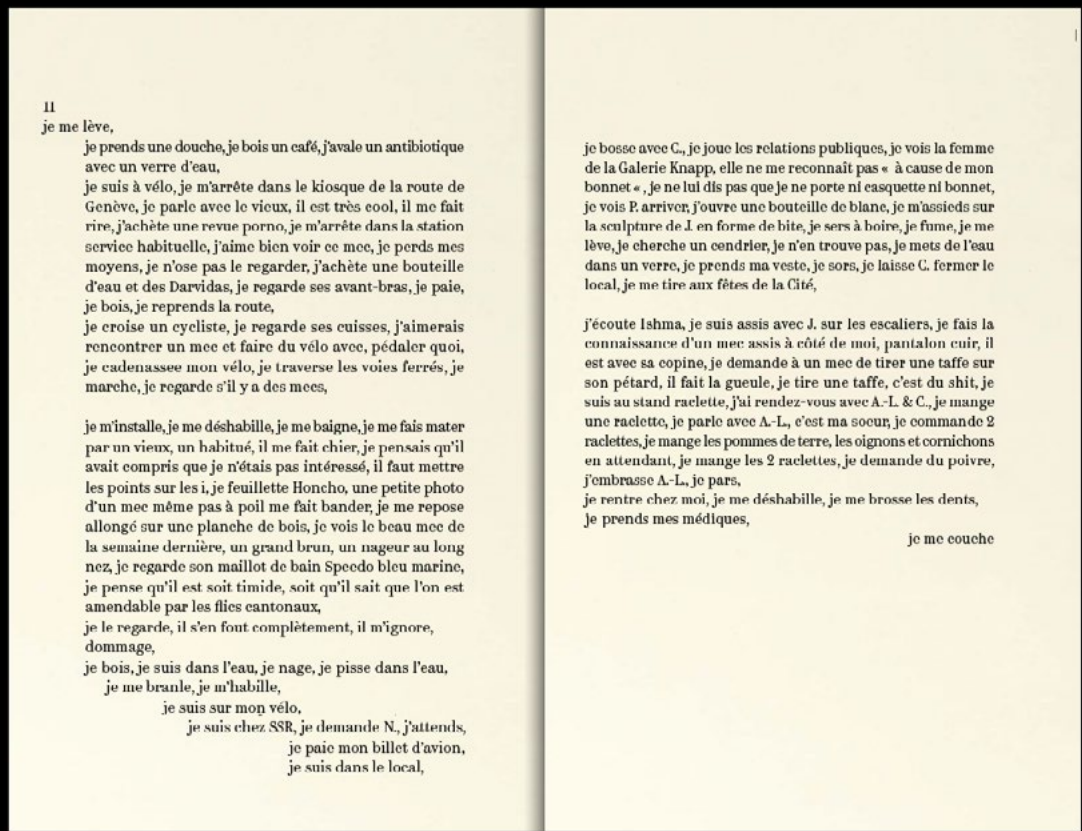 11
je me lève,
je prends une douche, je bois un café, j'avale un antibiotique
avec un verre d'eau,
je suis à vélo, je m'arrête dans le kiosque de la route de
Genève, je parle avec le vieux, il est très cool, il me fait
rire, j'achète une revue porno, je m'arrête dans la station
service habituelle, j'aime bien voir ce mec, je perds mes
moyens, je n'ose pas le regarder, j'achète une bouteille
d'eau et des Darvidas, je regarde ses avant-bras, je paie,
je bois, je reprends la route,
je croise un cycliste, je regarde ses cuisses, j'aimerais
rencontrer un mec et faire du vélo avec, pédaler quoi,
je cadenassee mon vélo, je traverse les voies ferrés, je
marche, je regarde s'il y a des mecs,
je m'installe, je me déshabille, je me baigne, je me fais mater
par un vieux, un habitué, il me fait chier, je pensais qu'il
avait compris que je n'étais pas intéressé, il faut mettre
les points sur les i, je feuillette Honcho, une petite photo
d'un mec même pas à poil me fait bander, je me repose
allongé sur une planche de bois, je vois le beau mec de
la semaine dernière, un grand brun, un nageur au long
nez, je regarde son maillot de bain Speedo bleu marine,
je pense qu'il est soit timide, soit qu'il sait que l'on est
amendable par les flics cantonaux,
je le regarde, il s'en fout complètement, il m'ignore,
dommage,
je bois, je suis dans l'eau, je nage, je pisse dans l'eau,
je me branle, je m'habille,
je suis sur mon vélo,
je suis chez SSR, je demande N., j'attends,
je paie mon billet d'avion,
je suis dans le local,
je bosse avec C., je joue les relations publiques, je vois la femme
de la Galerie Knapp, elle ne me reconnaît pas « à cause de mon
bonnet « , je ne lui dis pas que je ne porte ni casquette ni bonnet,
je vois P. arriver, j'ouvre une bouteille de blanc, je m'assieds sur
la sculpture de J. en forme de bite, je sers à boire, je fume, je me
lève, je cherche un cendrier, je n'en trouve pas, je mets de l'eau
dans un verre, je prends ma veste, je sors, je laisse C. fermer le
local, je me tire aux fêtes de la Cité,
j'écoute Ishma, je suis assis avec J. sur les escaliers, je fais la
connaissance d'un mec assis à côté de moi, pantalon cuir, il
est avec sa copine, je demande à un mec de tirer une taffe sur
son pétard, il fait la gueule, je tire une taffe, c'est du shit, je
suis au stand raclette, j'ai rendez-vous avec A.-L. & C., je mange
une raclette, je parle avec A.-L., c'est ma soeur, je commande 2
raclettes, je mange les pommes de terre, les oignons et cornichons
en attendant, je mange les 2 raclettes, je demande du poivre,
j'embrasse A.-L., je pars,
je rentre chez moi, je me déshabille, je me brosse les dents,
je prends mes médiques,
je me couche